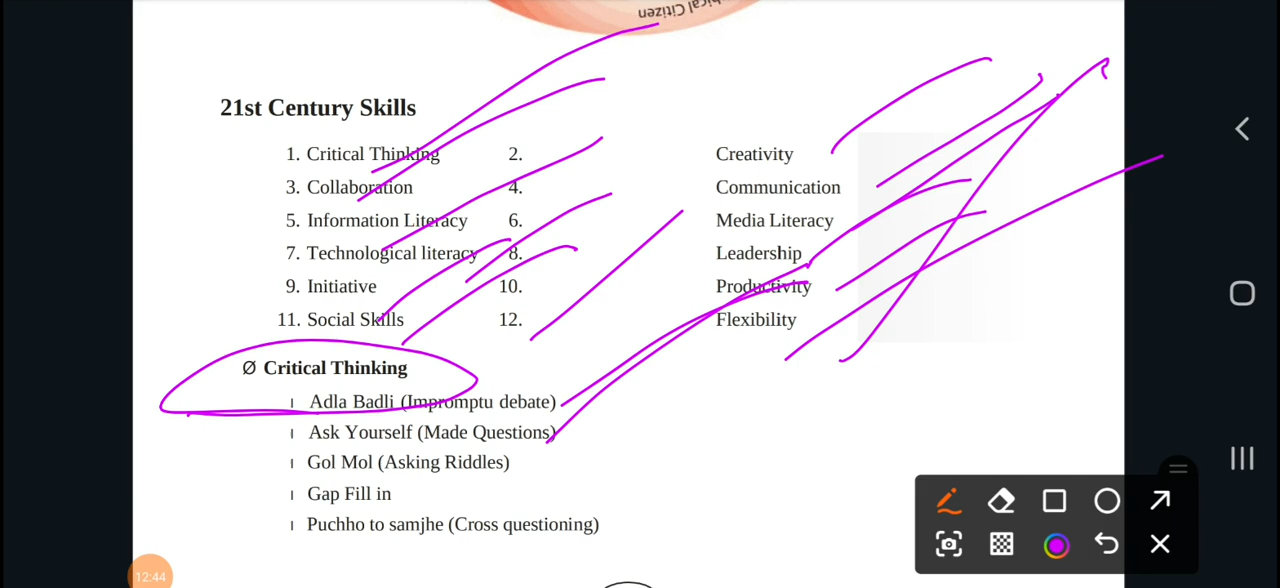 ical Citizen
21st Century Skills
1. Critical Thinking 2. Creativity
3. Collaboration 4. Communication
5. Information Literacy 6. Media Literacy
7. Technological literacy 8. Leadership
9. Initiative 10. Productivity
11. Social Skills 12. Flexibility
Ø Critical Thinking
l Adla Badli (Impromptu debate)
l Ask Yourself (Made Questions)
l Gol Mol (Asking Riddles)
l Gap Fill in
l Puchho to samjhe (Cross questioning)
12:44